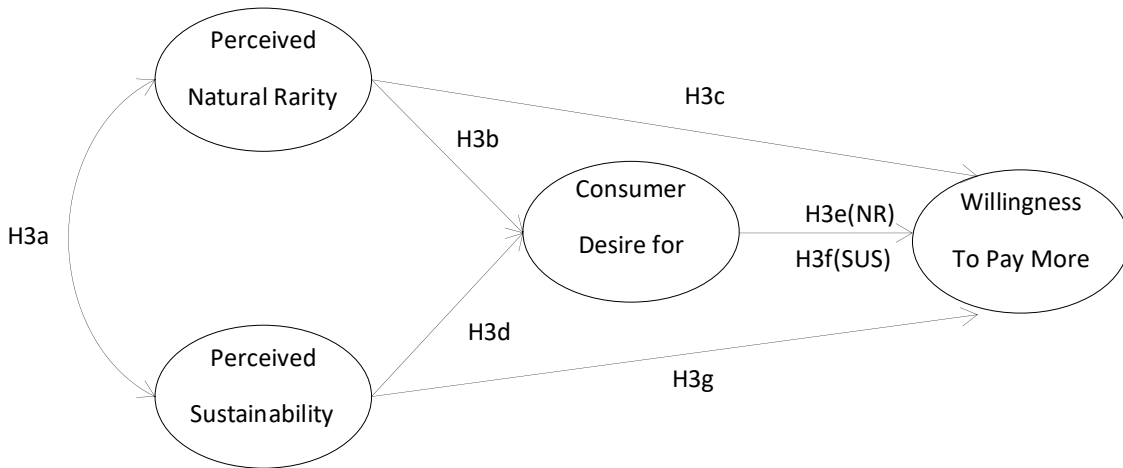 Perceived
Natural Rarity
H3c
H3b
Consumer
Desire for
H3e(NR)
H3f(SUS)
Willingness
To Pay More
H3a
Perceived
Sustainability
H3d
H3g